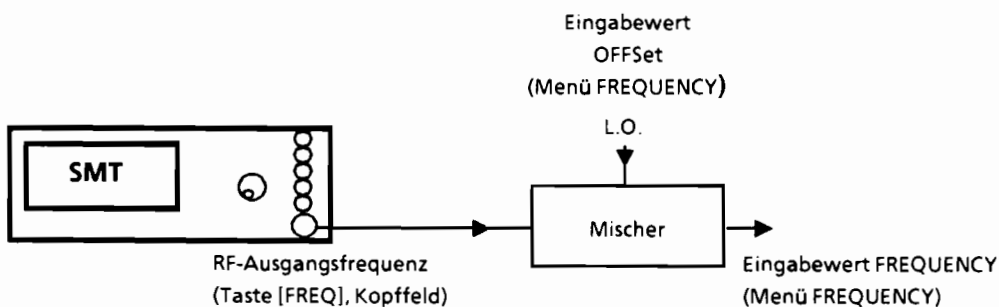 Eingabewert
OFFSet
(Menü FREQUENCY)
L.O.
SMT
Mischer
RF-Ausgangsfrequenz
(Taste [FREQ], Kopffeld)
Eingabewert FREQUENCY
(Menü FREQUENCY)